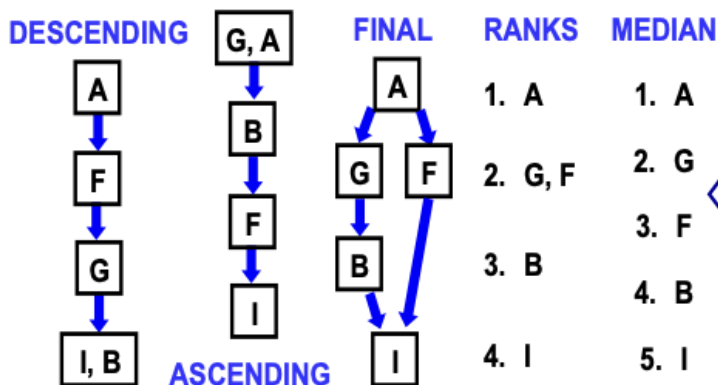 DESCENDING
A
F
G
I, B
G, A
B
F
I
ASCENDING
FINAL
A
G
F
B
I
RANKS
1. A
2. G, F
3. B
4. I
MEDIAN
1. A
2. G
3. F
4. B
5. I